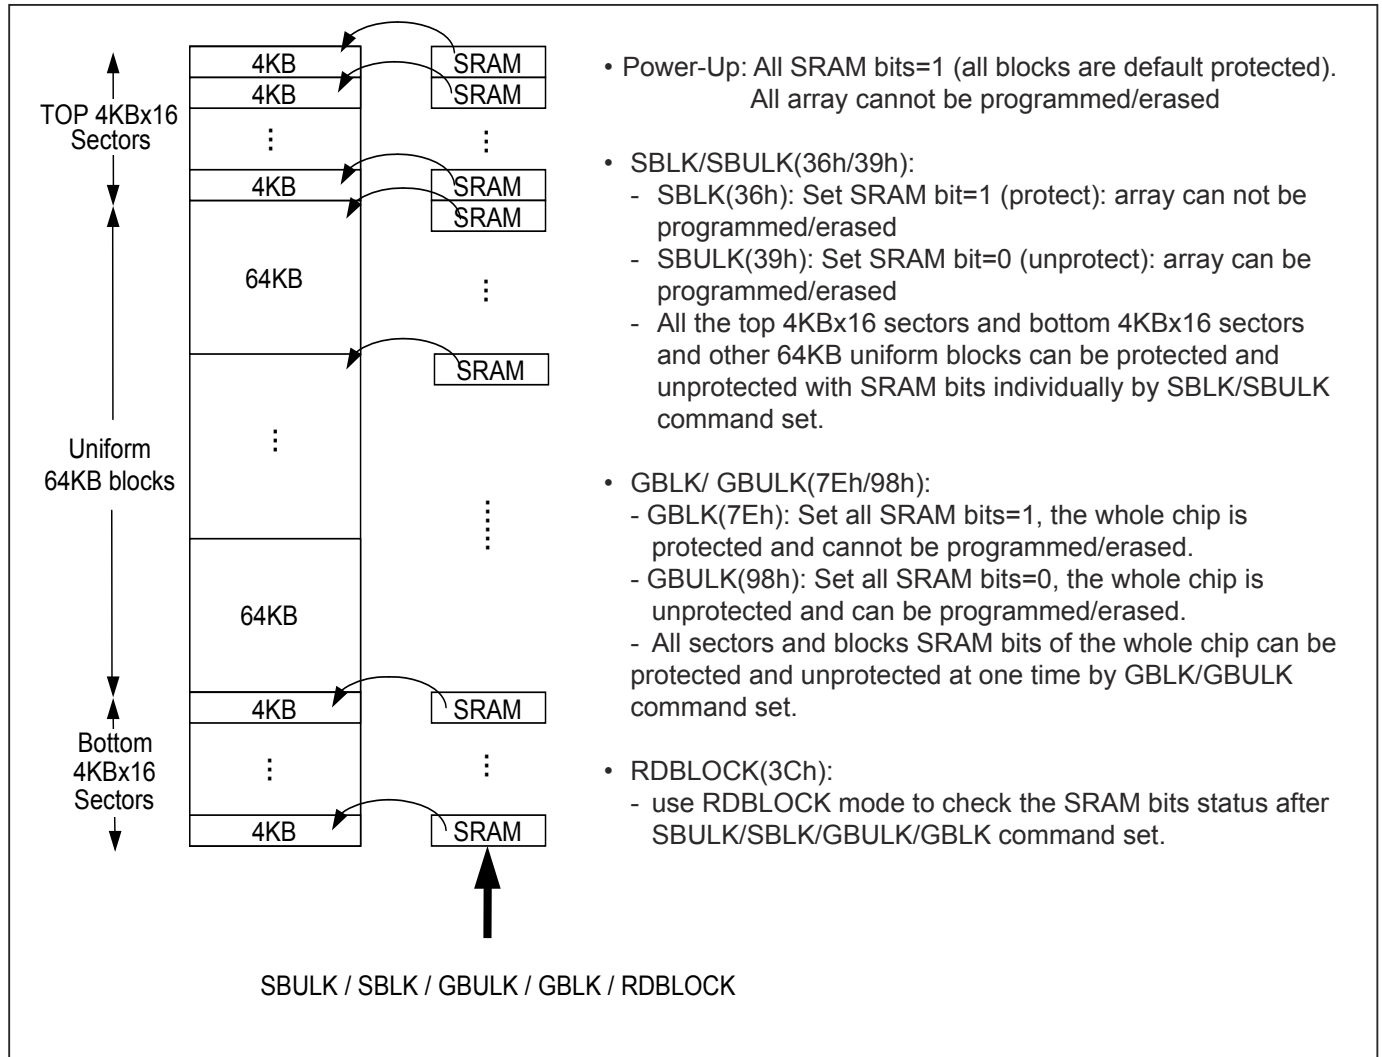 4KB
SRAM
4KB
SRAM
TOP 4KBx16
Sectors
4KB
SRAM
SRAM
64KB
SRAM
Uniform
64KB blocks
64KB
4KB
SRAM
Bottom
4KBx16
Sectors
4KB
SRAM
SBULK / SBLK / GBULK / GBLK / RDBLOCK
• Power-Up: All SRAM bits=1 (all blocks are default protected).
All array cannot be programmed/erased
• SBLK/SBULK(36h/39h):
- SBLK(36h): Set SRAM bit=1 (protect): array can not be
programmed/erased
- SBULK(39h): Set SRAM bit=0 (unprotect): array can be
programmed/erased
- All the top 4KBx16 sectors and bottom 4KBx16 sectors
and other 64KB uniform blocks can be protected and
unprotected with SRAM bits individually by SBLK/SBULK
command set.
• GBLK/ GBULK(7Eh/98h):
- GBLK(7Eh): Set all SRAM bits=1, the whole chip is
protected and cannot be programmed/erased.
- GBULK(98h): Set all SRAM bits=0, the whole chip is
unprotected and can be programmed/erased.
- All sectors and blocks SRAM bits of the whole chip can be
protected and unprotected at one time by GBLK/GBULK
command set.
• RDBLOCK(3Ch):
- use RDBLOCK mode to check the SRAM bits status after
SBULK/SBLK/GBULK/GBLK command set.